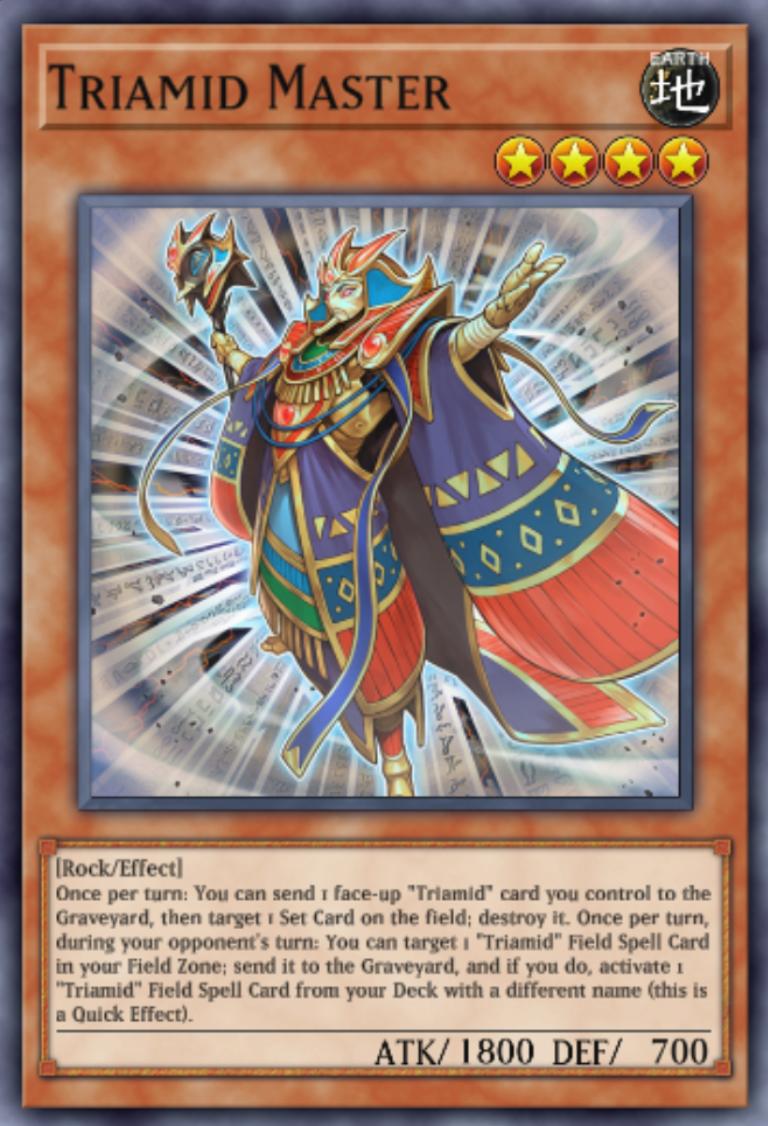 Triamid Master
EARTH
地
[Rock/Effect]
Once per turn: You can send 1 face-up "Triamid" card you control to the
Graveyard, then target 1 Set Card on the field; destroy it. Once per turn,
during your opponent's turn: You can target 1 "Triamid" Field Spell Card
in your Field Zone; send it to the Graveyard, and if you do, activate 1
"Triamid" Field Spell Card from your Deck with a different name (this is
a Quick Effect).
ATK/ 1800 DEF/ 700